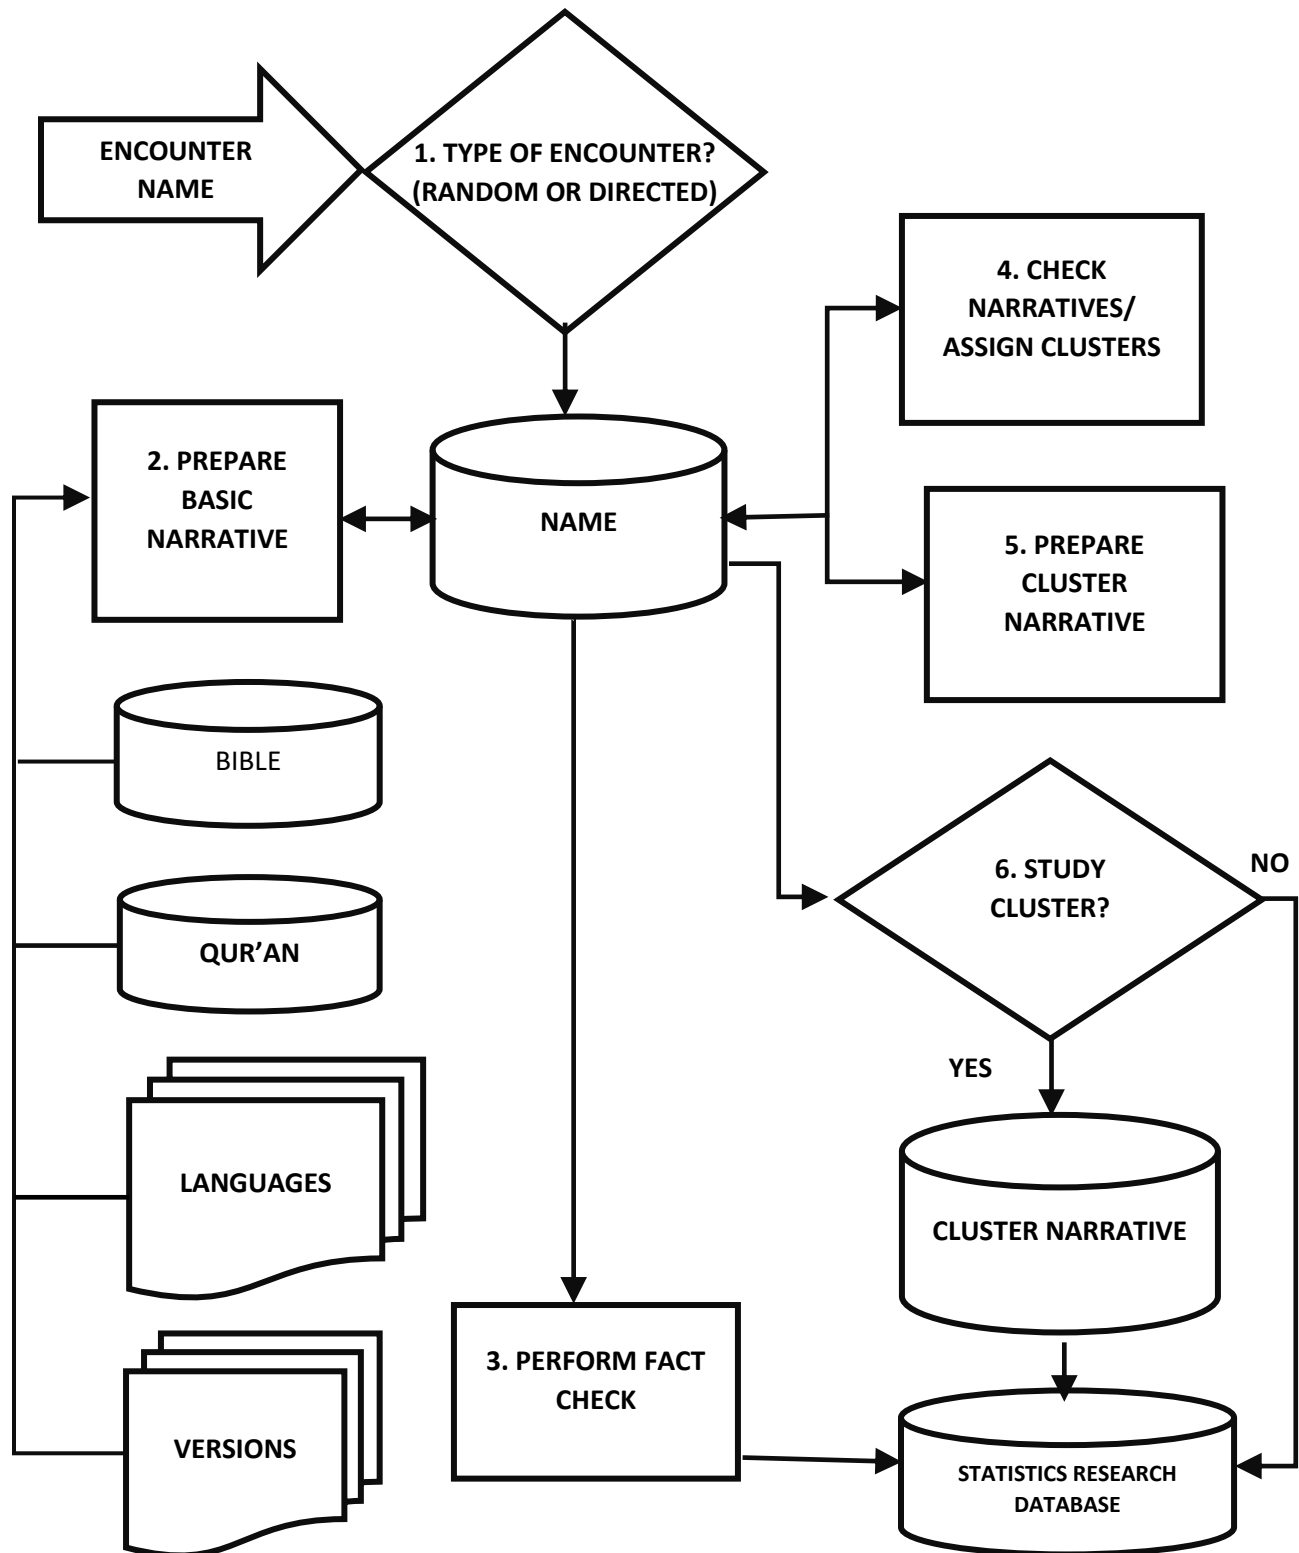 ENCOUNTER
NAME
1. TYPE OF ENCOUNTER?
(RANDOM OR DIRECTED)
4. CHECK
NARRATIVES/
ASSIGN CLUSTERS
2. PREPARE
BASIC
NARRATIVE
NAME
5. PREPARE
CLUSTER
NARRATIVE
BIBLE
6. STUDY
CLUSTER?
NO
QUR’AN
YES
LANGUAGES
CLUSTER NARRATIVE
3. PERFORM FACT
CHECK
VERSIONS
STATISTICS RESEARCH
DATABASE